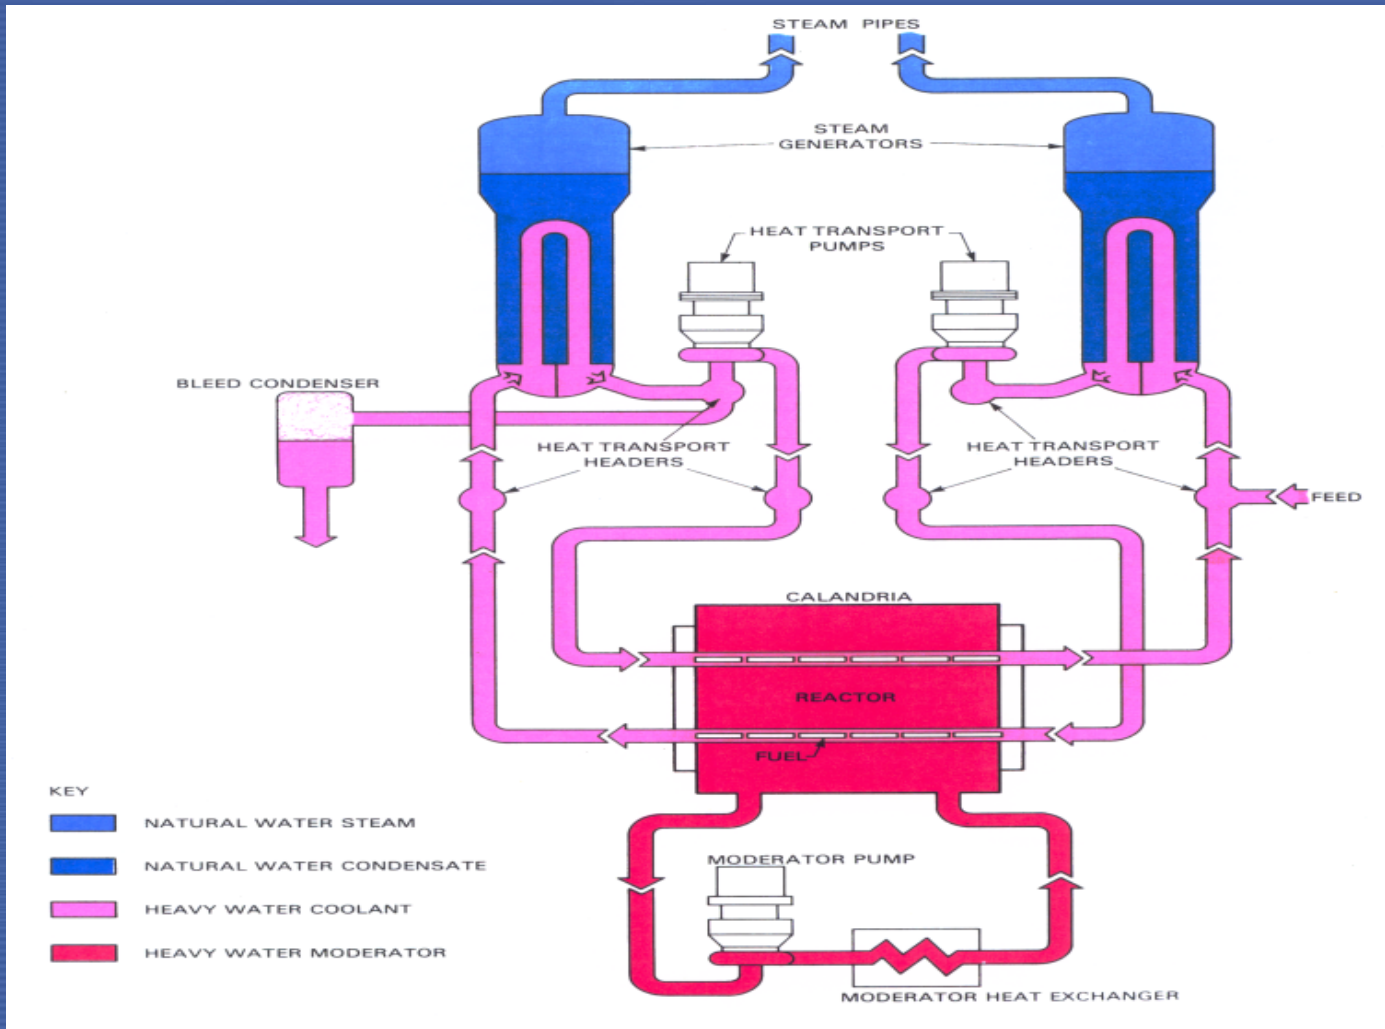 STEAM PIPES
STEAM
GENERATORS
HEAT TRANSPORT
PUMPS
BLEED CONDENSER
HEAT TRANSPORT
HEADERS
HEAT TRANSPORT
HEADERS
FEED
CALANDRIA
REACTOR
FUEL
KEY
NATURAL WATER STEAM
NATURAL WATER CONDENSATE
HEAVY WATER COOLANT
HEAVY WATER MODERATOR
MODERATOR PUMP
MODERATOR HEAT EXCHANGER